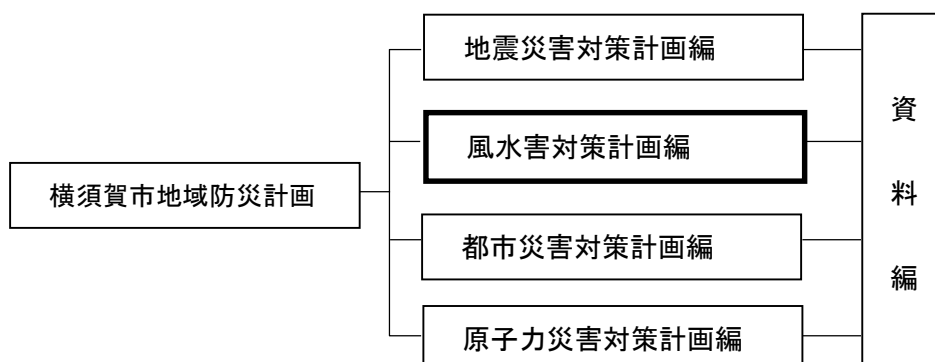 横須賀市地域防災計画
地震災害対策計画編
風水害対策計画編
都市災害対策計画編
原子力災害対策計画編
資料編